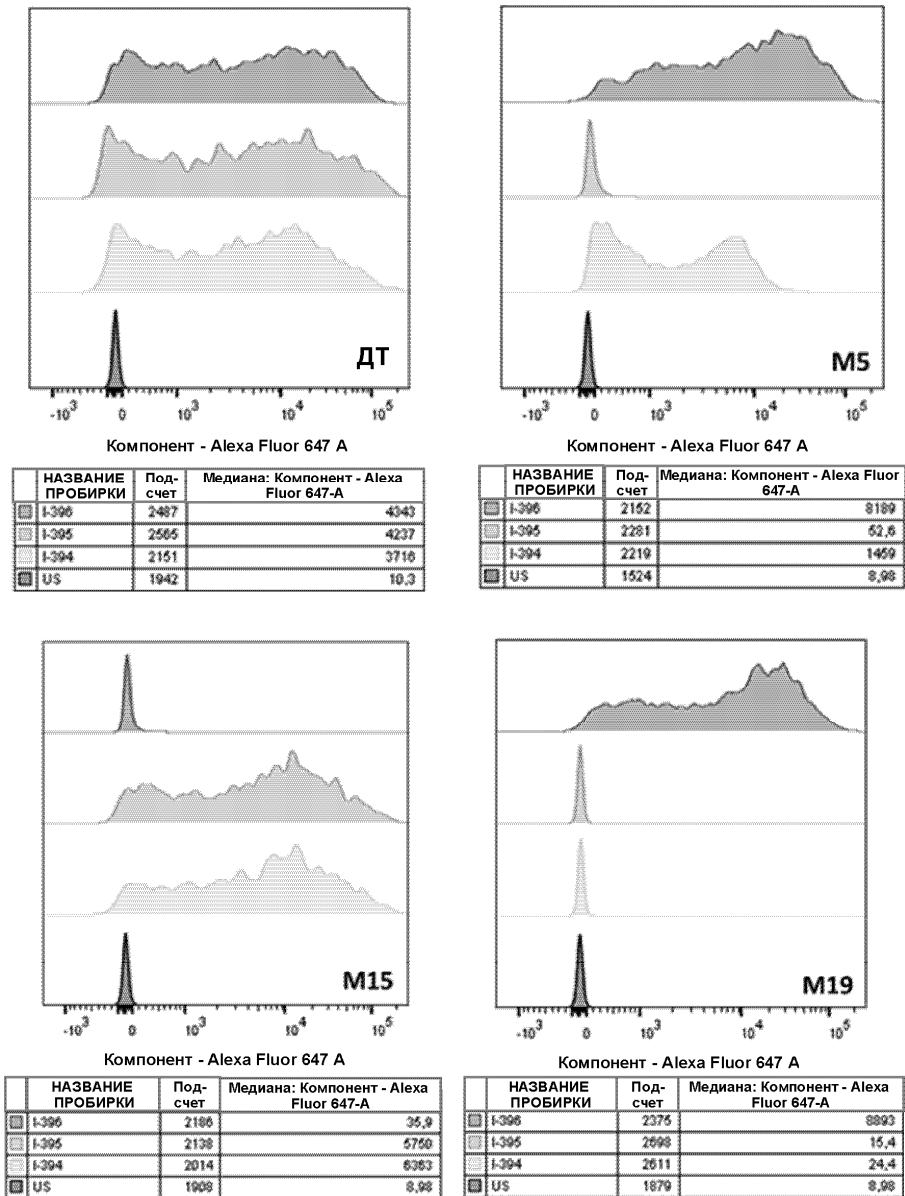 ДТ
-10³ 0 10³ 10⁴ 10⁵
Компонент - Alexa Fluor 647 A
НАЗВАНИЕ ПРОБИРКИ Под-счет Медиана: Компонент - Alexa Fluor 647-A
I-396 2487 4343
I-395 2565 4237
I-394 2151 3716
US 1942 10,3
M5
-10³ 0 10³ 10⁴ 10⁵
Компонент - Alexa Fluor 647 A
НАЗВАНИЕ ПРОБИРКИ Под-счет Медиана: Компонент - Alexa Fluor 647-A
I-396 2152 8189
I-395 2281 52,6
I-394 2219 1459
US 1524 8,98
M15
-10³ 0 10³ 10⁴ 10⁵
Компонент - Alexa Fluor 647 A
НАЗВАНИЕ ПРОБИРКИ Под-счет Медиана: Компонент - Alexa Fluor 647-A
I-396 2186 35,9
I-395 2138 5750
I-394 2014 6363
US 1908 8,98
M19
-10³ 0 10³ 10⁴ 10⁵
Компонент - Alexa Fluor 647 A
НАЗВАНИЕ ПРОБИРКИ Под-счет Медиана: Компонент - Alexa Fluor 647-A
I-396 2375 8893
I-395 2698 15,4
I-394 2611 24,4
US 1879 8,98